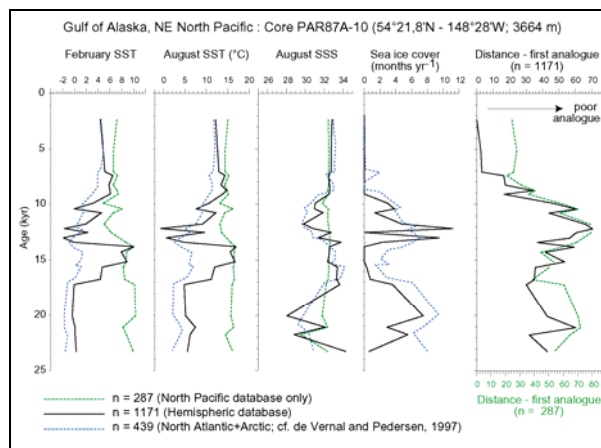 Gulf of Alaska, NE North Pacific : Core PAR87A-10 (54°21,8'N - 148°28'W; 3664 m)
February SST
August SST (°C)
August SSS
Sea ice cover
(months yr-1)
Distance - first analogue
(n = 1171)
-2 0 2 4 6 8 10
0 5 10 15 20
26 28 30 32 34
0 2 4 6 8 10 12
0 10 20 30 40 50 60 70
poor
analogue
Age (kyr)
0
5
10
15
20
25
0 10 20 30 40 50 60 70 80
Distance - first analogue
(n = 287)
n = 287 (North Pacific database only)
n = 1171 (Hemispheric database)
n = 439 (North Atlantic+Arctic; cf. de Vernal and Pedersen, 1997)